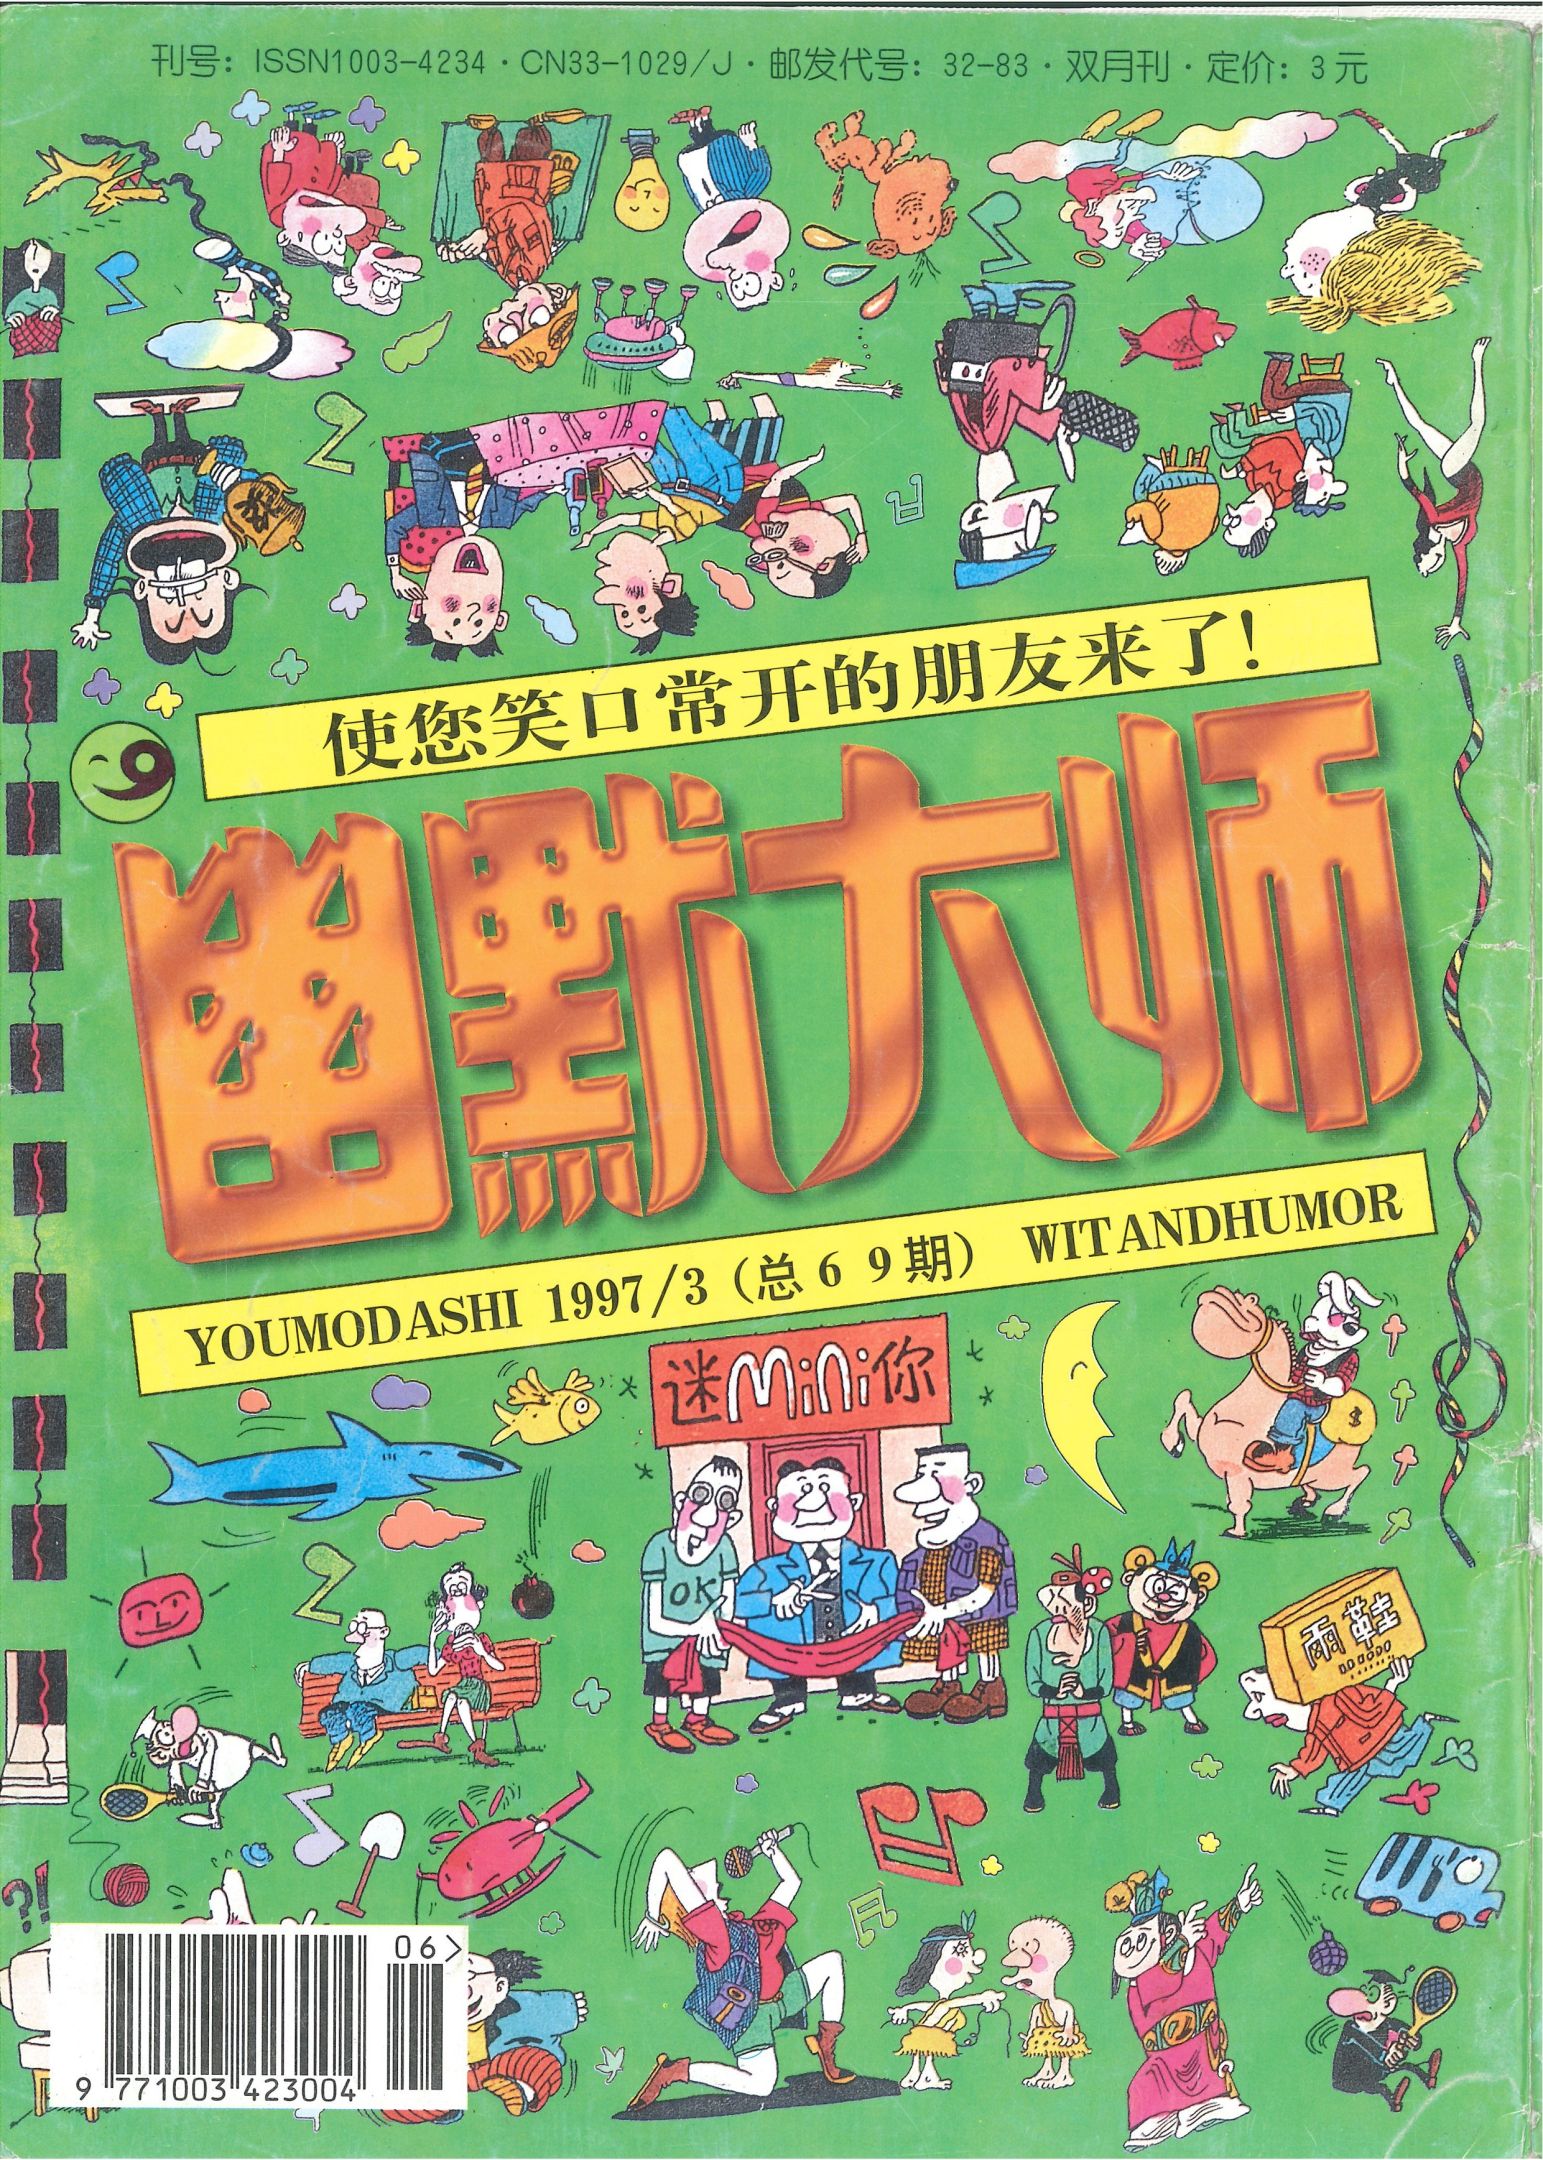 刊号：ISSN1003-4234·CN33-1029/J·邮发代号：32-83·双月刊·定价：3元
使您笑口常开的朋友来了！
幽默大师
YOUMODASHI 1997/3（总69期） WITANDHUMOR
迷Mini你
$
OK
雨鞋
?!
06>
9 771003 423004